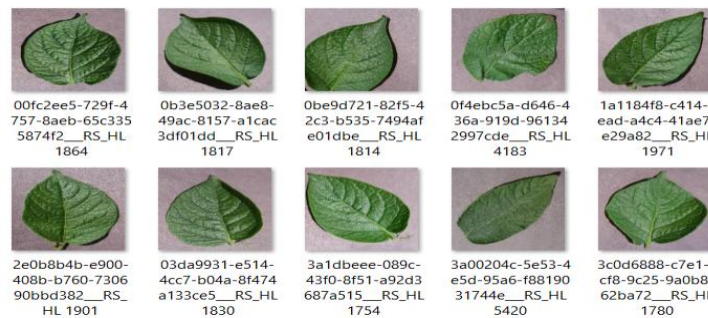 00fc2ee5-729f-4
757-8aeb-65c335
5874f2___RS_HL
1864
0b3e5032-8ae8-
49ac-8157-a1cac
3df01dd___RS_HL
1817
0be9d721-82f5-4
2c3-b535-7494af
e01dbe___RS_HL
1814
0f4ebc5a-d646-4
36a-919d-96134
2997cde___RS_HL
4183
1a1184f8-c414-
ead-a4c4-41ae7
e29a82___RS_HL
1971
2e0b8b4b-e900-
408b-b760-7306
90bbd382___RS_
HL 1901
03da9931-e514-
4cc7-b04a-8f474
a133ce5___RS_HL
1830
3a1dbeee-089c-
43f0-8f51-a92d3
687a515___RS_HL
1754
3a00204c-5e53-4
e5d-95a6-f88190
31744e___RS_HL
5420
3c0d6888-c7e1-
cf8-9c25-9a0b8
62ba72___RS_HL
1780